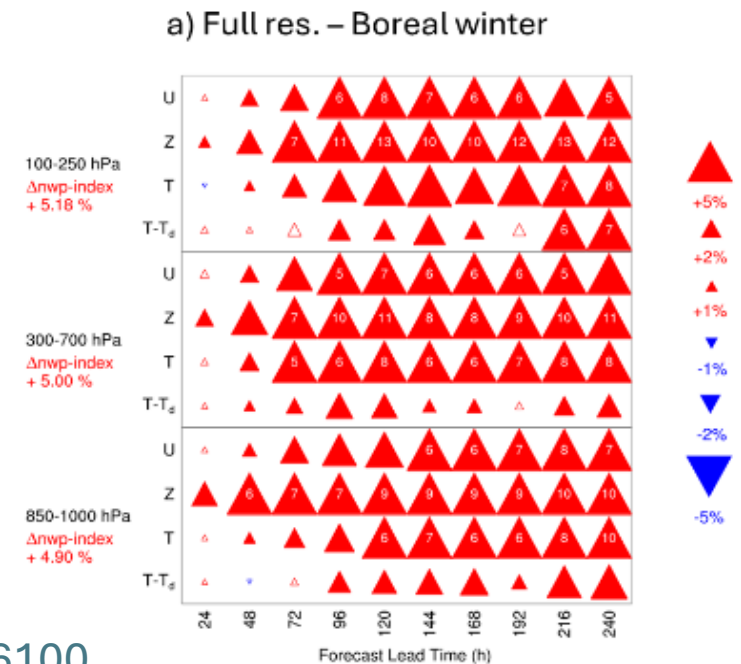 a) Full res. – Boreal winter
U 6 8 7 6 6 5
Z 7 11 13 10 10 12 13 12
100-250 hPa
Δnwp-index
+ 5.18 %
T 7 8
T-Td 6 7
U 5 7 6 6 6 5
Z 7 10 11 8 8 9 10 11
300-700 hPa
Δnwp-index
+ 5.00 %
T 5 6 8 6 6 7 8 8
T-Td
U 6 6 7 8 7
Z 6 7 7 9 9 9 9 10 10
850-1000 hPa
Δnwp-index
+ 4.90 %
T 6 7 6 6 8 10
T-Td
24 48 72 96 120 144 168 192 216 240
Forecast Lead Time (h)
+5%
+2%
+1%
-1%
-2%
-5%
6100